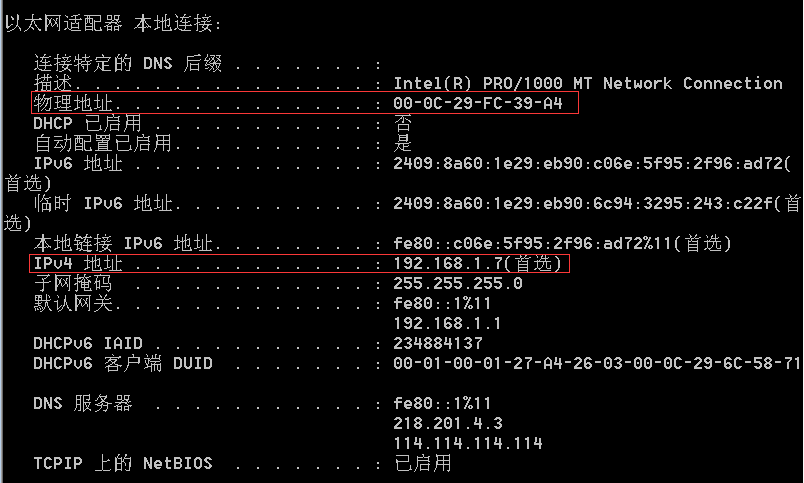 以太网适配器 本地连接:
连接特定的 DNS 后缀 . . . . . . . :
描述. . . . . . . . . . . . . . . : Intel(R) PRO/1000 MT Network Connection
物理地址. . . . . . . . . . . . . : 00-0C-29-FC-39-A4
DHCP 已启用 . . . . . . . . . . . : 否
自动配置已启用. . . . . . . . . . : 是
IPv6 地址 . . . . . . . . . . . . : 2409:8a60:1e29:eb90:c06e:5f95:2f96:ad72(
首选)
临时 IPv6 地址. . . . . . . . . . : 2409:8a60:1e29:eb90:6c94:3295:243:c22f(首
选)
本地链接 IPv6 地址. . . . . . . . : fe80::c06e:5f95:2f96:ad72%11(首选)
IPv4 地址 . . . . . . . . . . . . : 192.168.1.7(首选)
子网掩码 . . . . . . . . . . . . : 255.255.255.0
默认网关. . . . . . . . . . . . . : fe80::1%11
192.168.1.1
DHCPv6 IAID . . . . . . . . . . . : 234884137
DHCPv6 客户端 DUID . . . . . . . : 00-01-00-01-27-A4-26-03-00-0C-29-6C-58-71
DNS 服务器 . . . . . . . . . . . : fe80::1%11
218.201.4.3
114.114.114.114
TCPIP 上的 NetBIOS . . . . . . . : 已启用